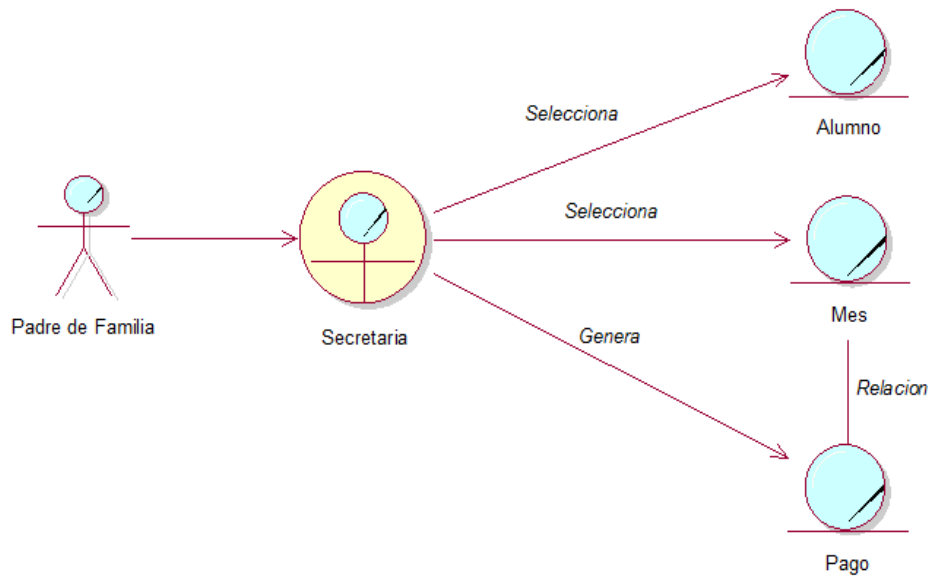 Selecciona
Alumno
Selecciona
Padre de Familia
Secretaria
Genera
Mes
Relacion
Pago